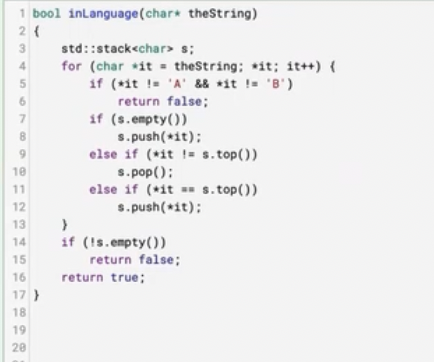 1 bool inLanguage(char* theString)
2 {
3     std::stack<char> s;
4     for (char *it = theString; *it; it++) {
5         if (*it != 'A' && *it != 'B')
6             return false;
7         if (s.empty())
8             s.push(*it);
9         else if (*it != s.top())
10             s.pop();
11         else if (*it == s.top())
12             s.push(*it);
13     }
14     if (!s.empty())
15         return false;
16     return true;
17 }
18
19
20